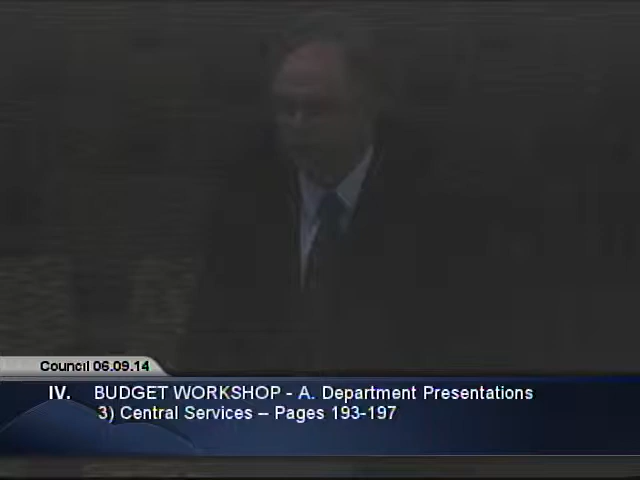 Council 06.09.14
IV. BUDGET WORKSHOP - A. Department Presentations
3) Central Services – Pages 193-197